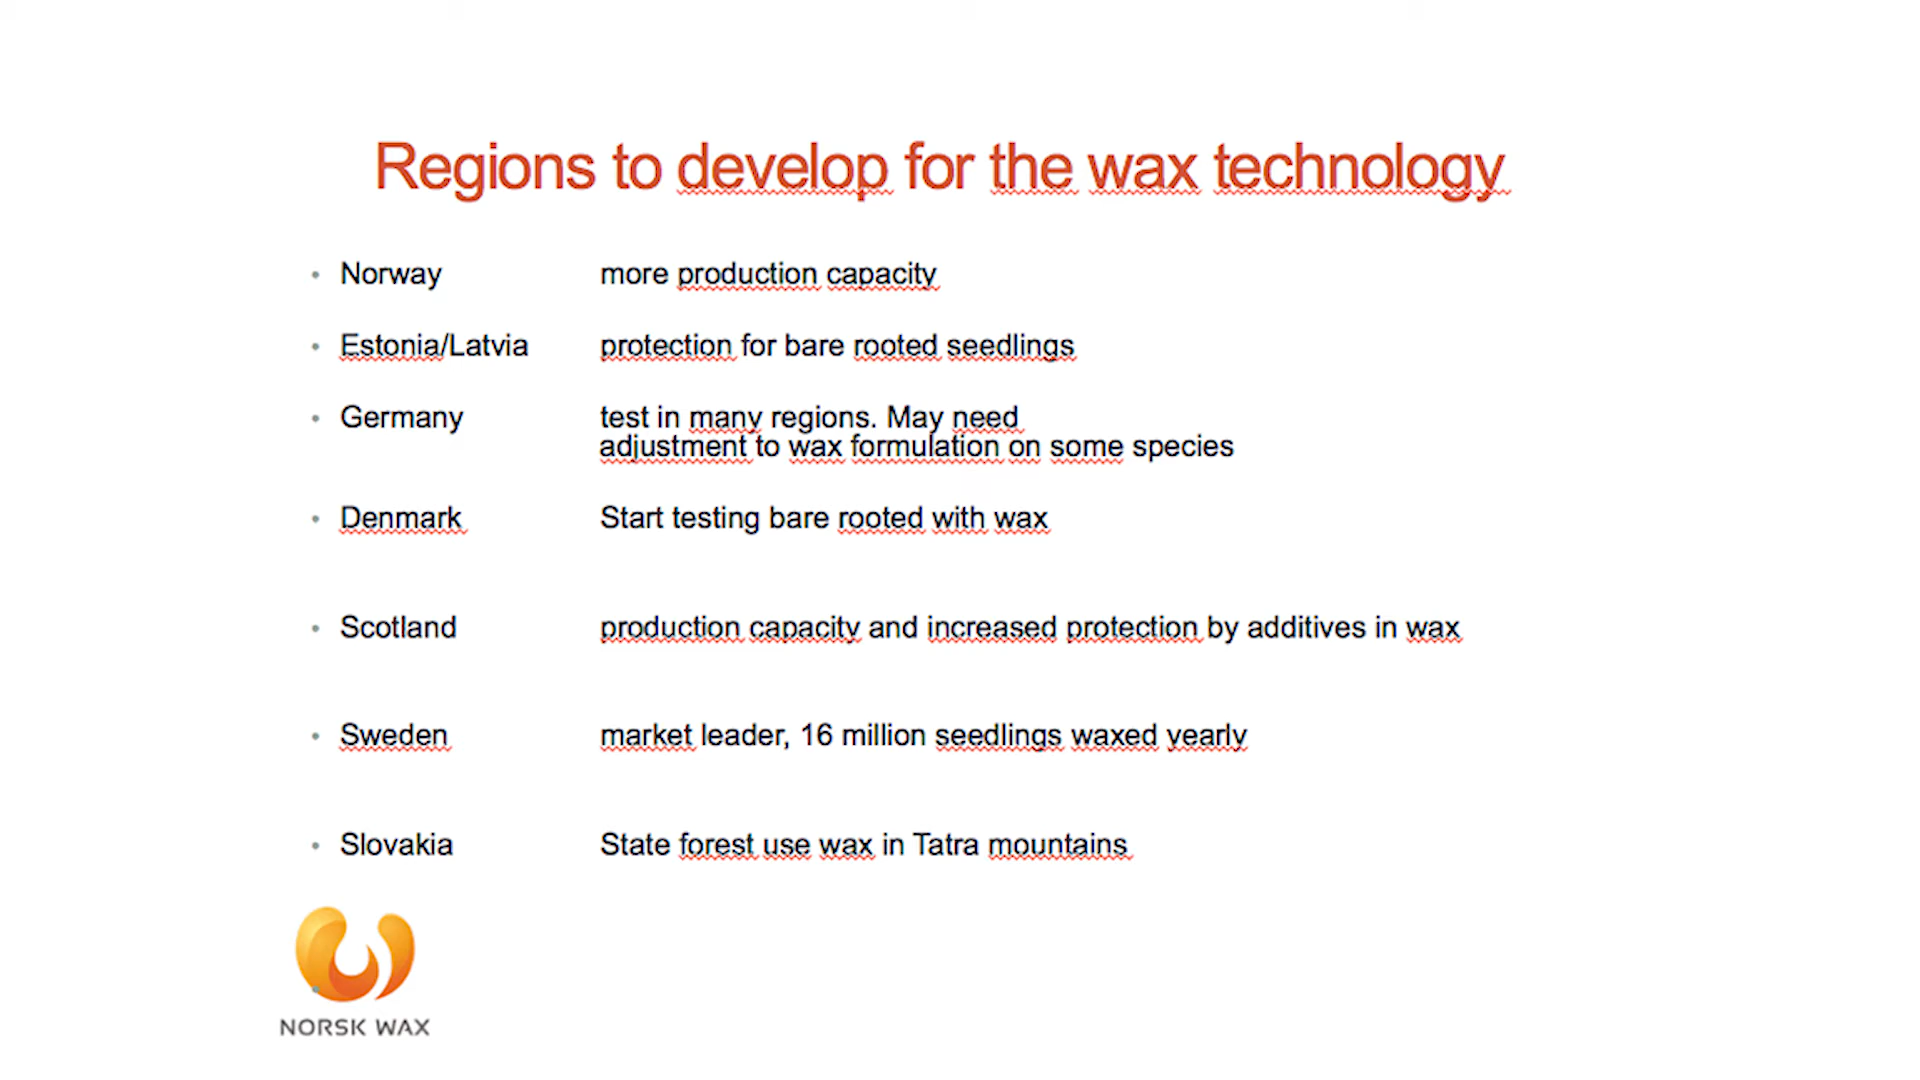 Regions to develop for the wax technology
• Norway more production capacity
• Estonia/Latvia protection for bare rooted seedlings
• Germany test in many regions. May need
adjustment to wax formulation on some species
• Denmark Start testing bare rooted with wax
• Scotland production capacity and increased protection by additives in wax
• Sweden market leader, 16 million seedlings waxed yearly
• Slovakia State forest use wax in Tatra mountains
NORSK WAX